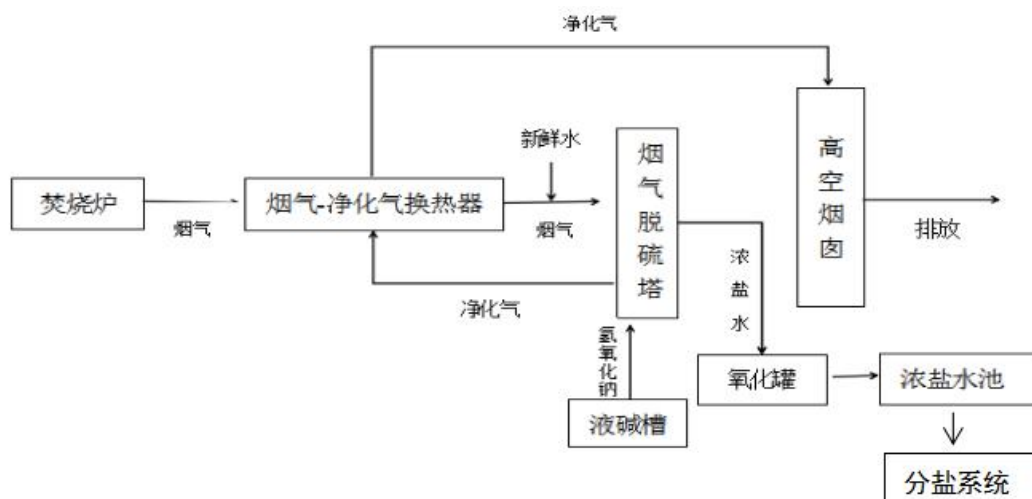 净化气
新鲜水
焚烧炉
烟气
烟气-净化气换热器
烟气
烟气脱硫塔
高空烟囱
排放
净化气
浓盐水
氢氧化钠
液碱槽
氧化罐
浓盐水池
分盐系统